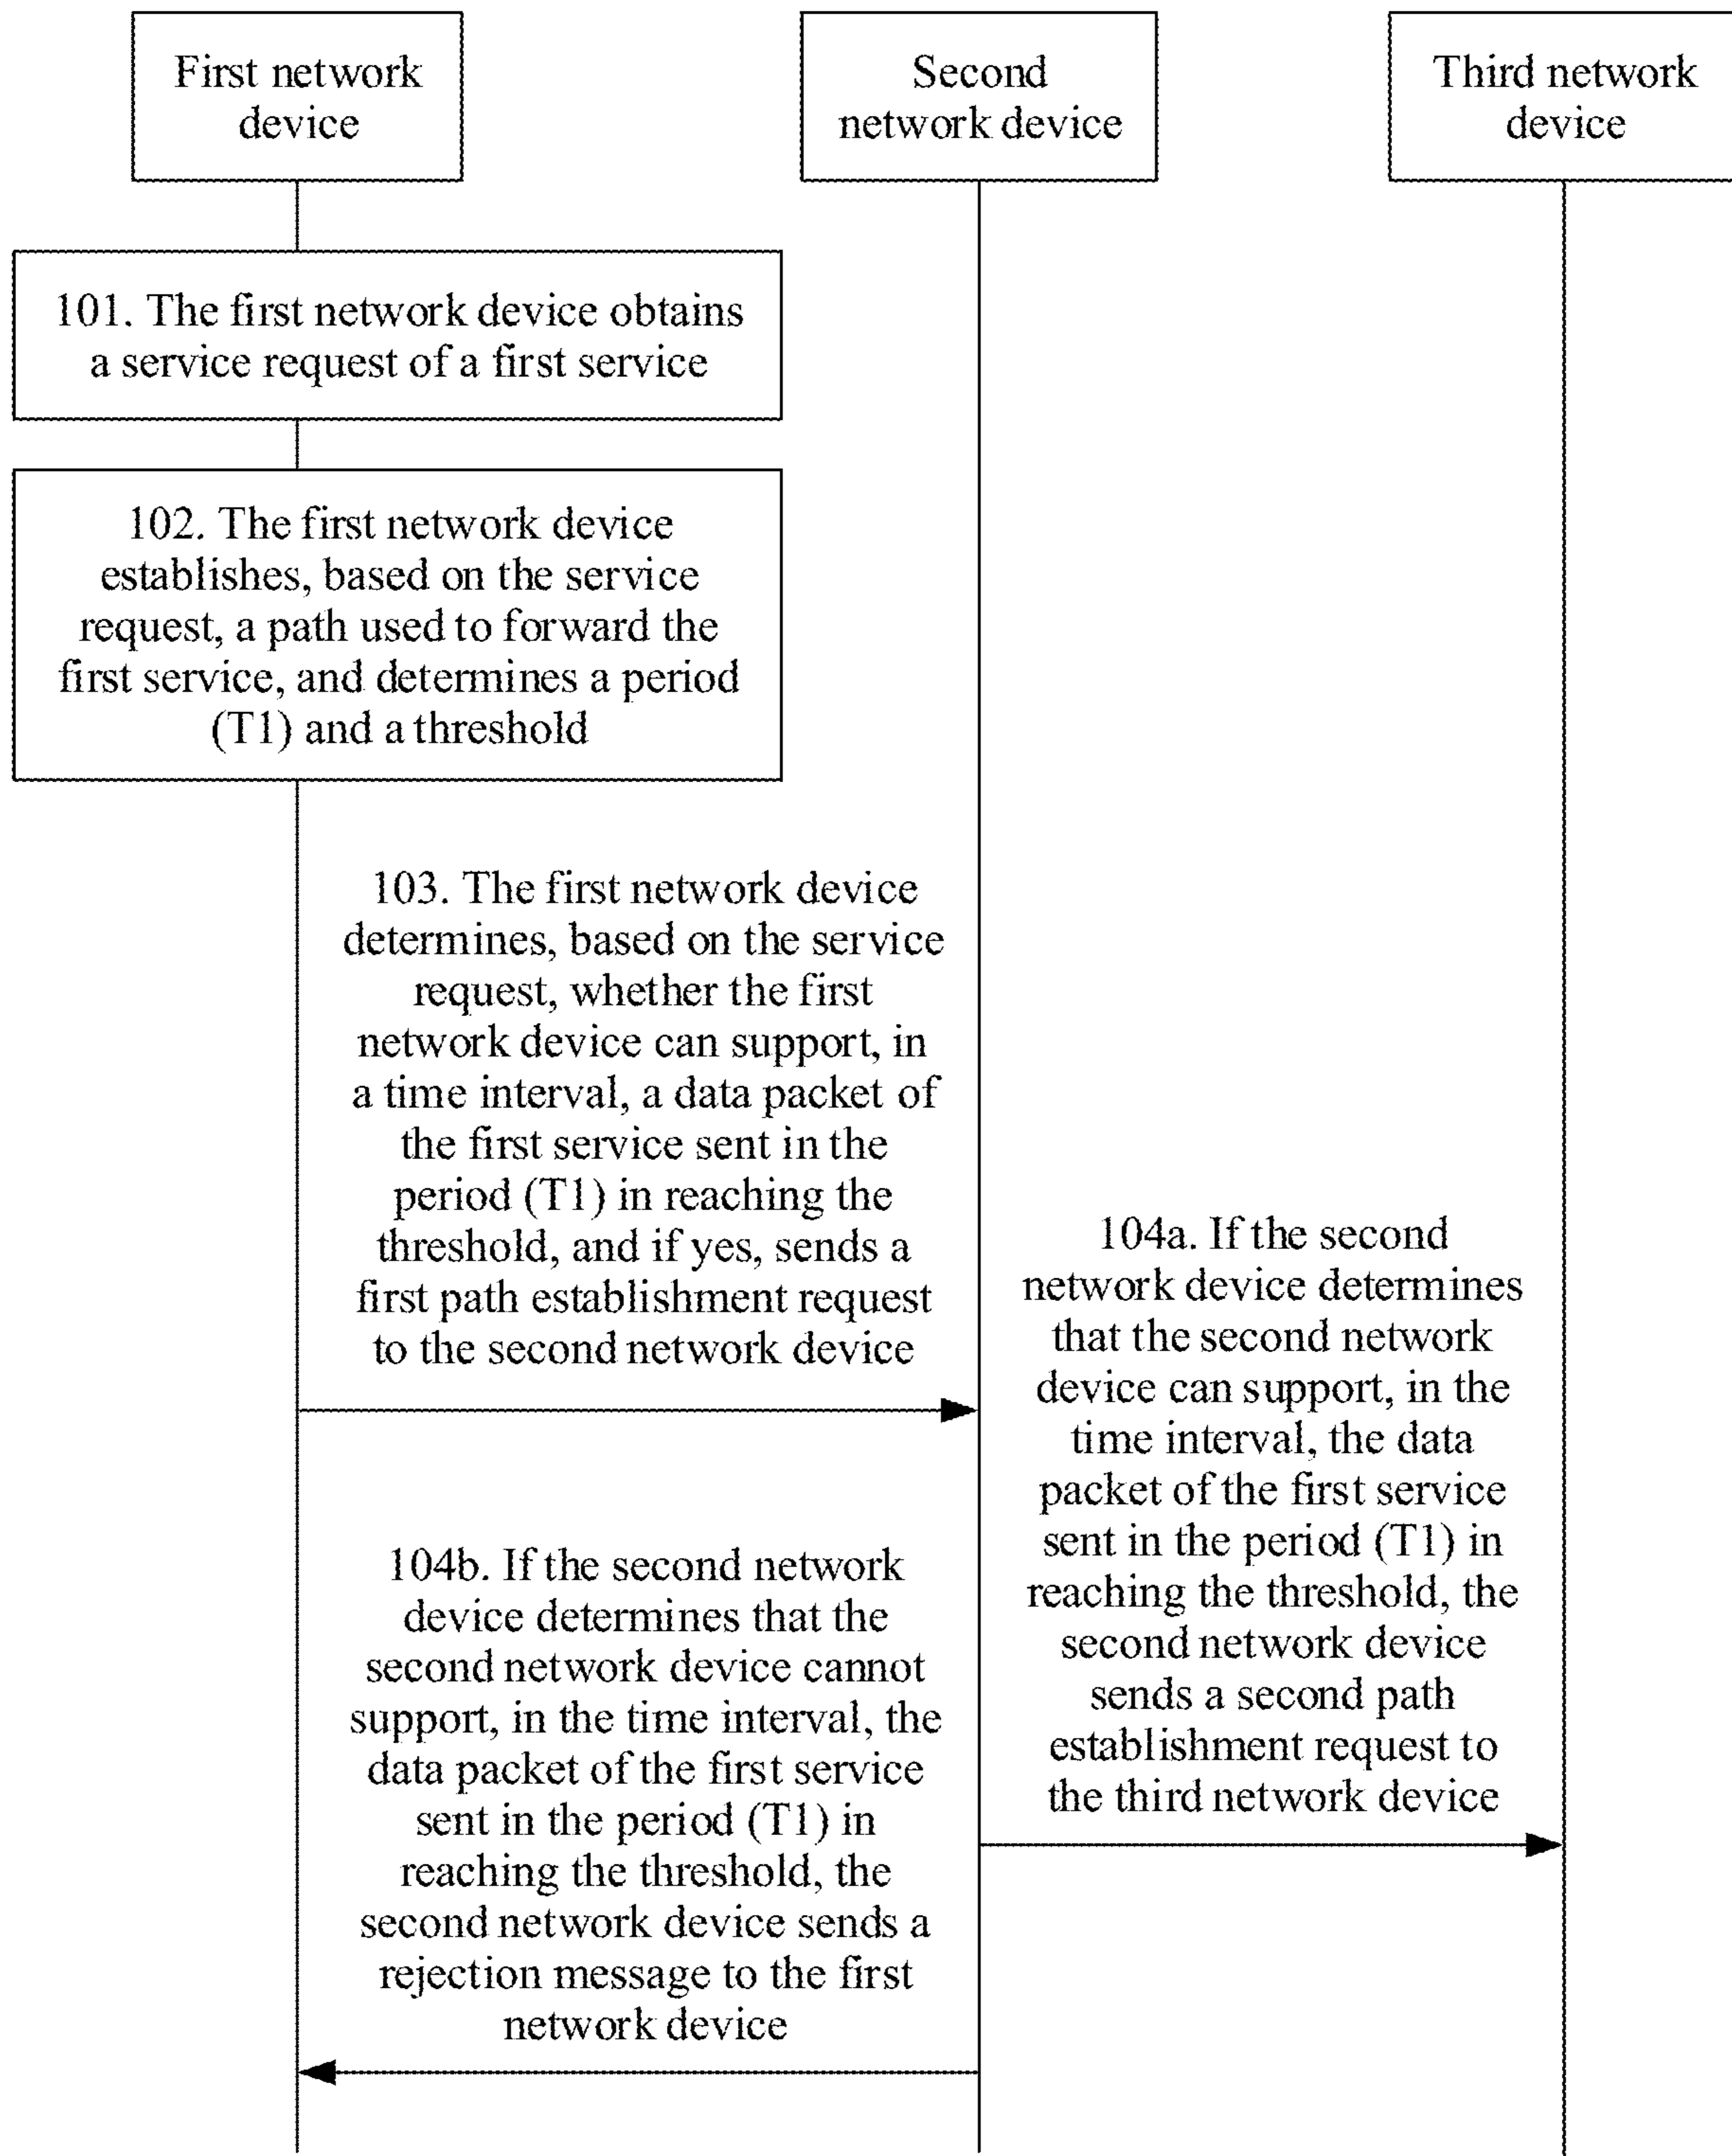 First network
device
Second
network device
Third network
device
101. The first network device obtains
a service request of a first service
102. The first network device
establishes, based on the service
request, a path used to forward the
first service, and determines a period
(T1) and a threshold
103. The first network device
determines, based on the service
request, whether the first
network device can support, in
a time interval, a data packet of
the first service sent in the
period (T1) in reaching the
threshold, and if yes, sends a
first path establishment request
to the second network device
104a. If the second
network device determines
that the second network
device can support, in the
time interval, the data
packet of the first service
sent in the period (T1) in
reaching the threshold, the
second network device
sends a second path
establishment request to
the third network device
104b. If the second network
device determines that the
second network device cannot
support, in the time interval, the
data packet of the first service
sent in the period (T1) in
reaching the threshold, the
second network device sends a
rejection message to the first
network device